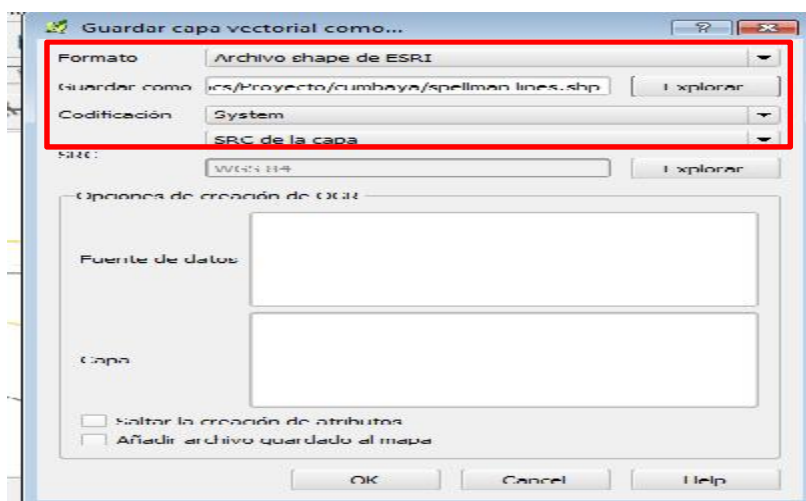 Guardar capa vectorial como...
?
Formato Archivo shape de ESRI
Guardar como ics/Proyecto/cumbaya/spellman lines.shp Explorar
Codificación System
SRC de la capa
SRC:
WGS 84 Explorar
Opciones de creación de OGR
Fuente de datos
Capa
Saltar la creación de atributos
Añadir archivo guardado al mapa
OK Cancel Help